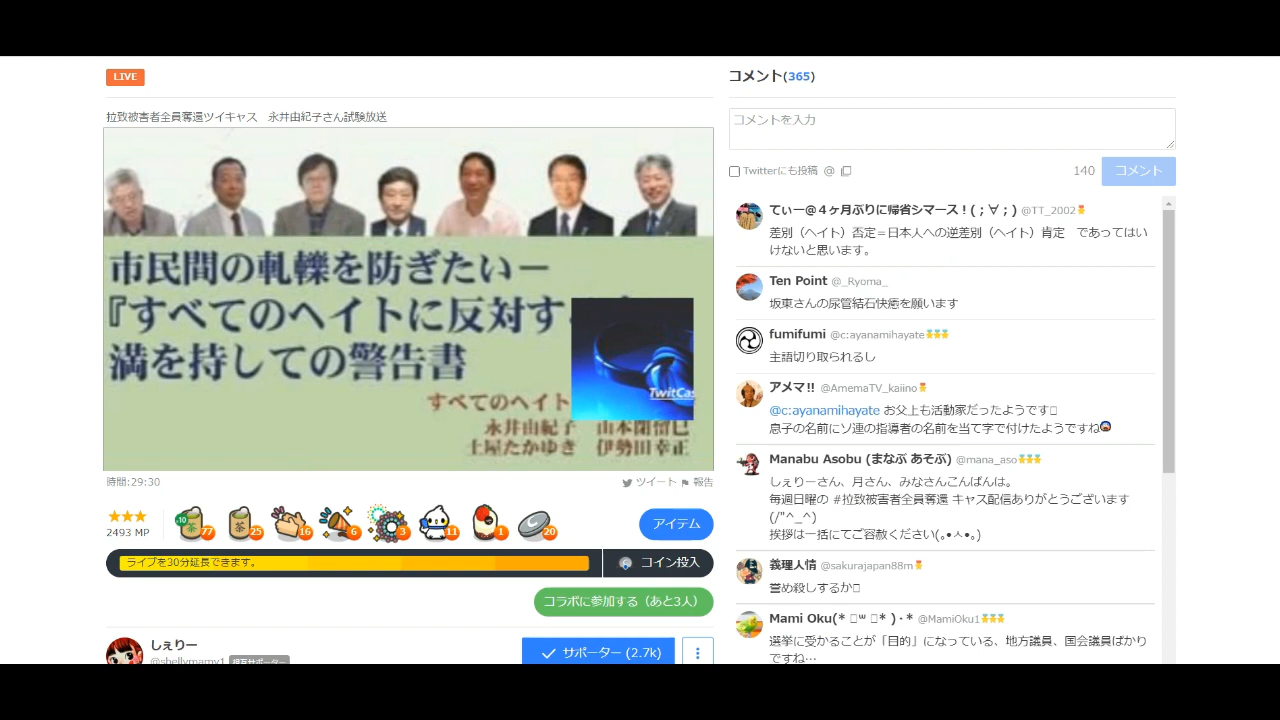 LIVE
拉致被害者全員奪還ツイキャス 永井由紀子さん試験放送
市民間の軋轢を防ぎたい－
『すべてのヘイトに反対す
満を持しての警告書
すべてのヘイト
永井由紀子 山本閉留巳
土屋たかゆき 伊勢田幸正
TwitCas
時間:29:30
ツイート 報告
2493 MP
×10
茶
77
茶
25
16
6
3
11
1
20
アイテム
ライブを30分延長できます。
コイン投入
コラボに参加する（あと3人）
しぇりー
@shellymamy1 相互サポーター
サポーター (2.7k)
コメント(365)
コメントを入力
Twitterにも投稿 @
140
コメント
てぃー@４ヶ月ぶりに帰省シマース！( ; ∀ ; ) @TT_2002
差別（ヘイト）否定＝日本人への逆差別（ヘイト）肯定 であってはい
けないと思います。
Ten Point @_Ryoma_
坂東さんの尿管結石快癒を願います
fumifumi @c:ayanamihayate
主語切り取られるし
アメマ!! @AmemaTV_kaiino
@c:ayanamihayate お父上も活動家だったようです
息子の名前にソ連の指導者の名前を当て字で付けたようですね
Manabu Asobu (まなぶ あそぶ) @mana_aso
しぇりーさん、月さん、みなさんこんばんは。
毎週日曜の #拉致被害者全員奪還 キャス配信ありがとうございます
(/"^_^)
挨拶は一括にてご容赦ください(｡•ㅅ•｡)
義理人情 @sakurajapan88m
誉め殺しするか
Mami Oku(* ॑꒳ ॑* )⋆* @MamiOku1
選挙に受かることが「目的」になっている、地方議員、国会議員ばかり
ですね…